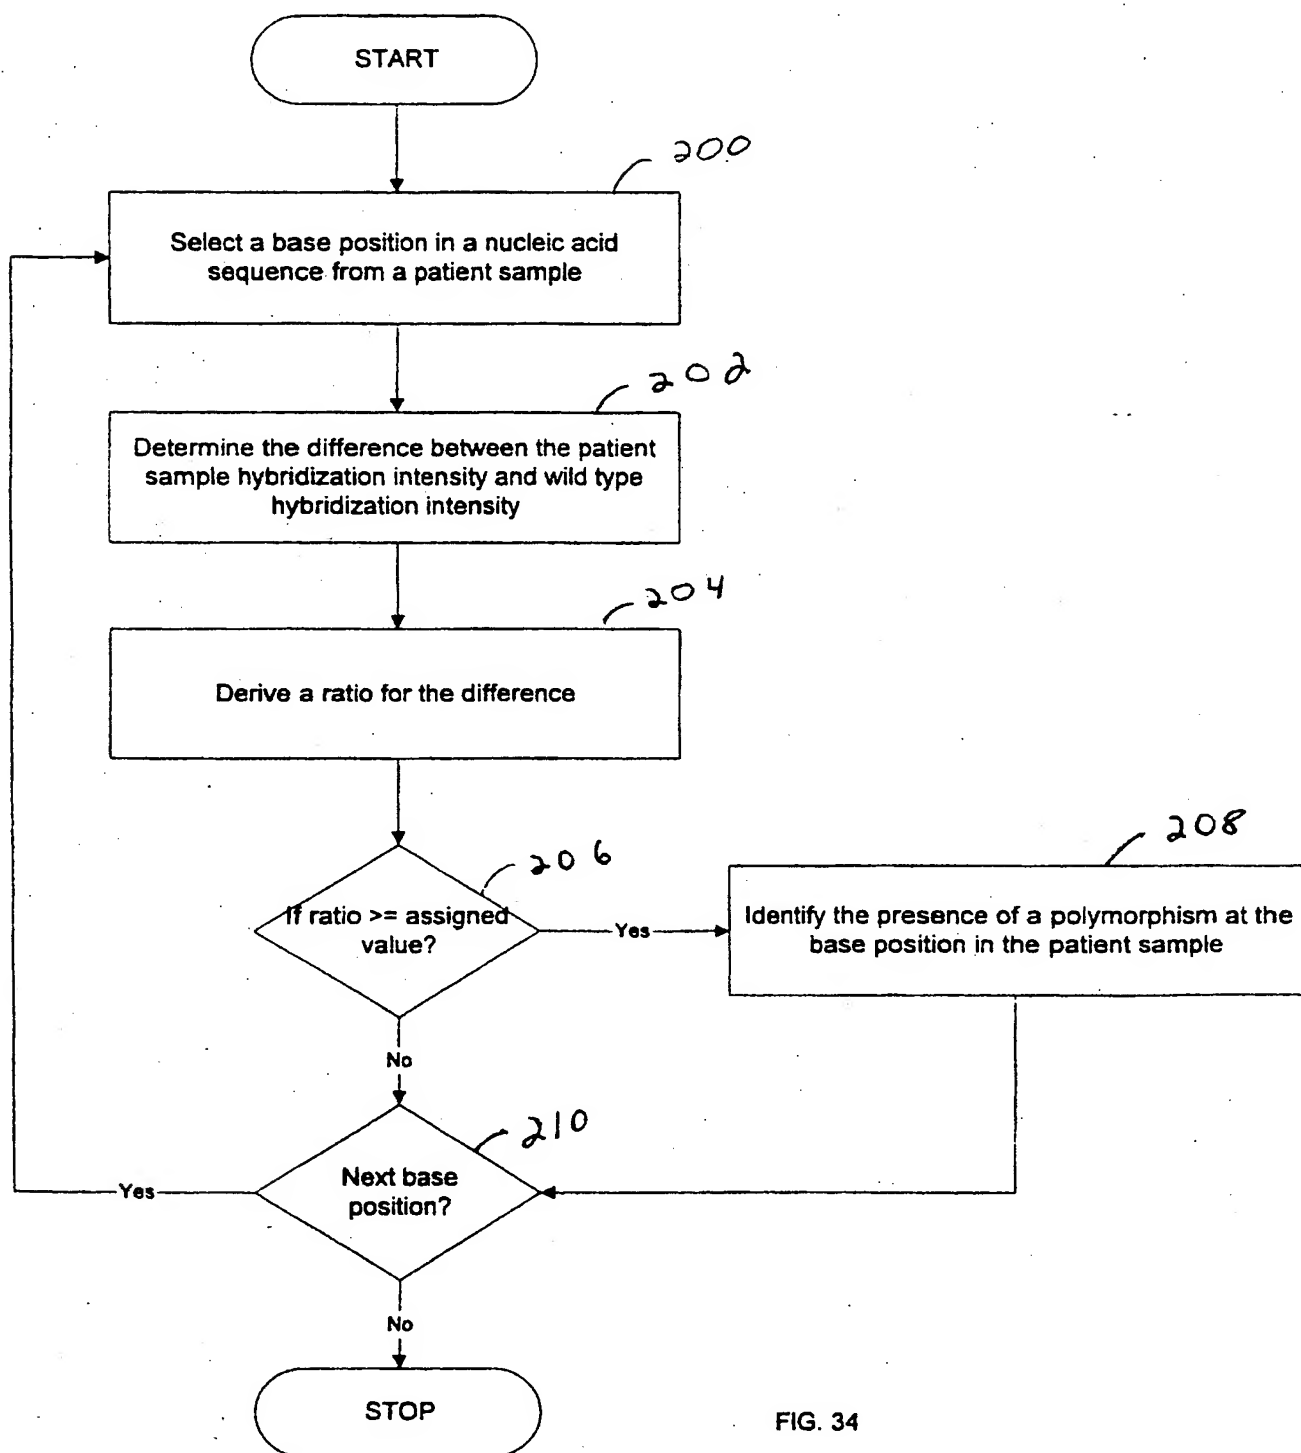 START
200
Select a base position in a nucleic acid
sequence from a patient sample
202
Determine the difference between the patient
sample hybridization intensity and wild type
hybridization intensity
204
Derive a ratio for the difference
206
If ratio >= assigned
value?
Yes
208
Identify the presence of a polymorphism at the
base position in the patient sample
No
210
Next base
position?
Yes
No
STOP
FIG. 34